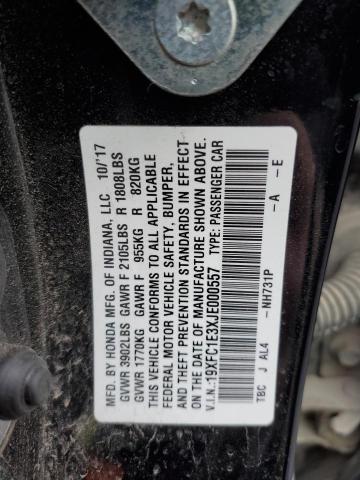 MFD. BY HONDA MFG. OF INDIANA, LLC 10/'17
GVWR 3902LBS GAWR F 2105LBS R 1808LBS
GVWR 1770KG GAWR F 955KG R 820KG
THIS VEHICLE CONFORMS TO ALL APPLICABLE
FEDERAL MOTOR VEHICLE SAFETY, BUMPER,
AND THEFT PREVENTION STANDARDS IN EFFECT
ON THE DATE OF MANUFACTURE SHOWN ABOVE.
V.I.N.:19XFC1E3XJE000557 TYPE: PASSENGER CAR
TBC J AL4 -NH731P -A -E